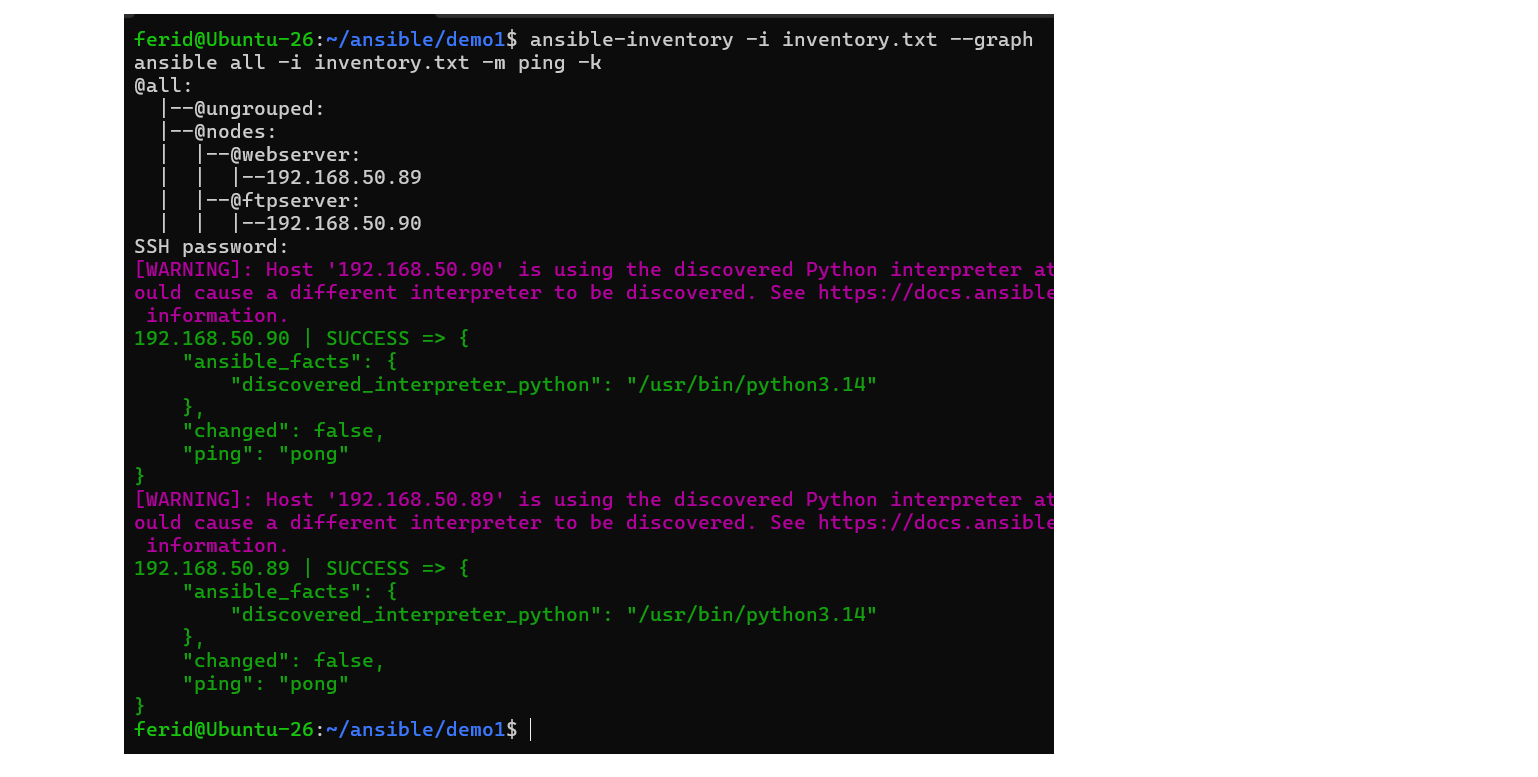 ferid@Ubuntu-26:~/ansible/demo1$ ansible-inventory -i inventory.txt --graph
ansible all -i inventory.txt -m ping -k
@all:
  |--@ungrouped:
  |--@nodes:
  |  |--@webserver:
  |  |  |--192.168.50.89
  |  |--@ftpserver:
  |  |  |--192.168.50.90
SSH password:
[WARNING]: Host '192.168.50.90' is using the discovered Python interpreter at
ould cause a different interpreter to be discovered. See https://docs.ansible
 information.
192.168.50.90 | SUCCESS => {
    "ansible_facts": {
        "discovered_interpreter_python": "/usr/bin/python3.14"
    },
    "changed": false,
    "ping": "pong"
}
[WARNING]: Host '192.168.50.89' is using the discovered Python interpreter at
ould cause a different interpreter to be discovered. See https://docs.ansible
 information.
192.168.50.89 | SUCCESS => {
    "ansible_facts": {
        "discovered_interpreter_python": "/usr/bin/python3.14"
    },
    "changed": false,
    "ping": "pong"
}
ferid@Ubuntu-26:~/ansible/demo1$